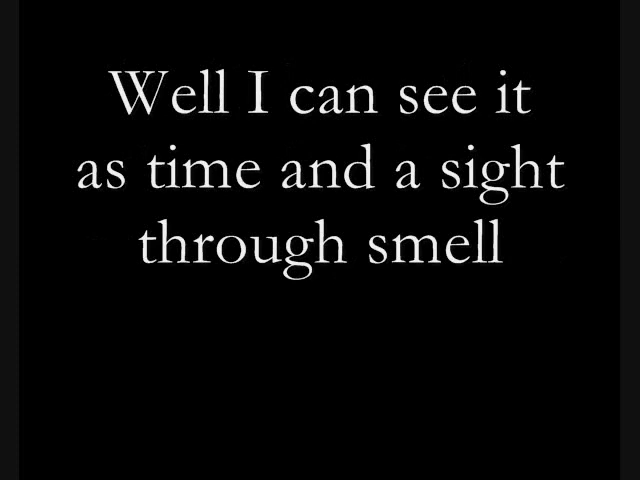 Well I can see it
as time and a sight
through smell